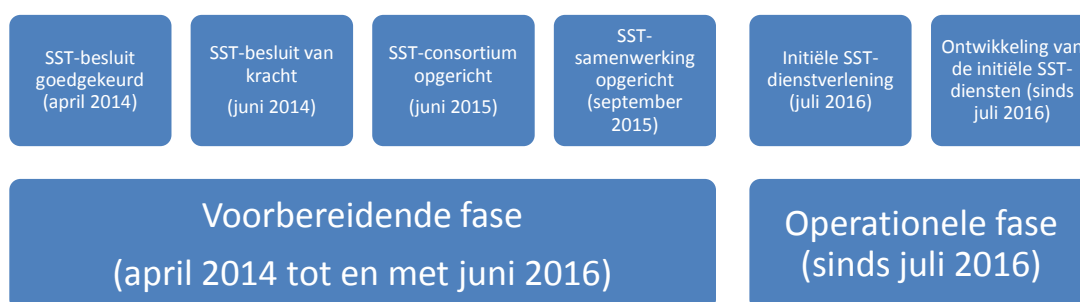 SST-besluit
goedgekeurd
(april 2014)
SST-besluit van
kracht
(juni 2014)
SST-consortium
opgericht
(juni 2015)
SST-
samenwerking
opgericht
(september
2015)
Initiële SST-
dienstverlening
(juli 2016)
Ontwikkeling van
de initiële SST-
diensten (sinds
juli 2016)
Voorbereidende fase
(april 2014 tot en met juni 2016)
Operationele fase
(sinds juli 2016)